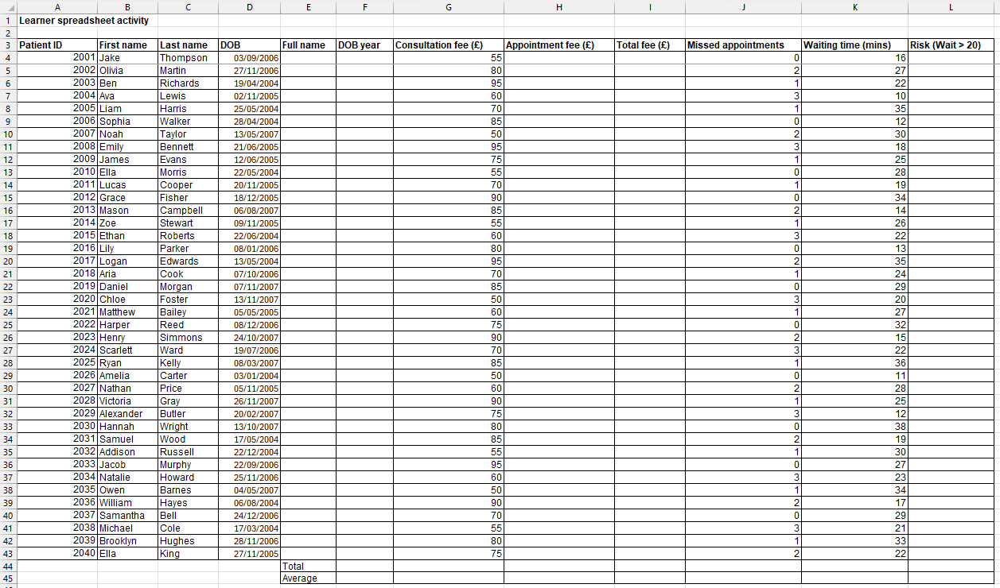 A B C D E F G H I J K L
1 Learner spreadsheet activity
2
3 Patient ID First name Last name DOB Full name DOB year Consultation fee (£) Appointment fee (£) Total fee (£) Missed appointments Waiting time (mins) Risk (Wait > 20)
4 2001 Jake Thompson 03/09/2006 55 0 16
5 2002 Olivia Martin 27/11/2006 80 2 27
6 2003 Ben Richards 19/04/2004 95 1 22
7 2004 Ava Lewis 02/11/2005 60 3 10
8 2005 Liam Harris 25/05/2004 70 1 35
9 2006 Sophia Walker 28/04/2004 85 0 12
10 2007 Noah Taylor 13/05/2007 50 2 30
11 2008 Emily Bennett 21/06/2005 95 3 18
12 2009 James Evans 12/06/2005 75 1 25
13 2010 Ella Morris 22/05/2004 55 0 28
14 2011 Lucas Cooper 20/11/2005 70 1 19
15 2012 Grace Fisher 18/12/2005 90 0 34
16 2013 Mason Campbell 06/08/2007 85 2 14
17 2014 Zoe Stewart 09/11/2005 55 1 26
18 2015 Ethan Roberts 22/06/2004 60 3 22
19 2016 Lily Parker 08/01/2006 80 0 13
20 2017 Logan Edwards 13/05/2004 95 2 35
21 2018 Aria Cook 07/10/2006 70 1 24
22 2019 Daniel Morgan 07/11/2007 85 0 29
23 2020 Chloe Foster 13/11/2007 50 3 20
24 2021 Matthew Bailey 05/05/2005 60 1 27
25 2022 Harper Reed 08/12/2006 75 0 32
26 2023 Henry Simmons 24/10/2007 90 2 15
27 2024 Scarlett Ward 19/07/2006 70 3 22
28 2025 Ryan Kelly 08/03/2007 85 1 36
29 2026 Amelia Carter 03/01/2004 50 0 11
30 2027 Nathan Price 05/11/2005 60 2 28
31 2028 Victoria Gray 26/11/2007 90 1 25
32 2029 Alexander Butler 20/02/2007 75 3 12
33 2030 Hannah Wright 13/10/2007 80 0 38
34 2031 Samuel Wood 17/05/2004 85 2 19
35 2032 Addison Russell 22/12/2004 55 1 30
36 2033 Jacob Murphy 22/09/2006 95 0 27
37 2034 Natalie Howard 25/11/2006 60 3 23
38 2035 Owen Barnes 04/05/2007 50 1 34
39 2036 William Hayes 06/08/2004 90 2 17
40 2037 Samantha Bell 24/12/2006 70 0 29
41 2038 Michael Cole 17/03/2004 55 3 21
42 2039 Brooklyn Hughes 28/11/2006 80 1 33
43 2040 Ella King 27/11/2005 75 2 22
44 Total
45 Average